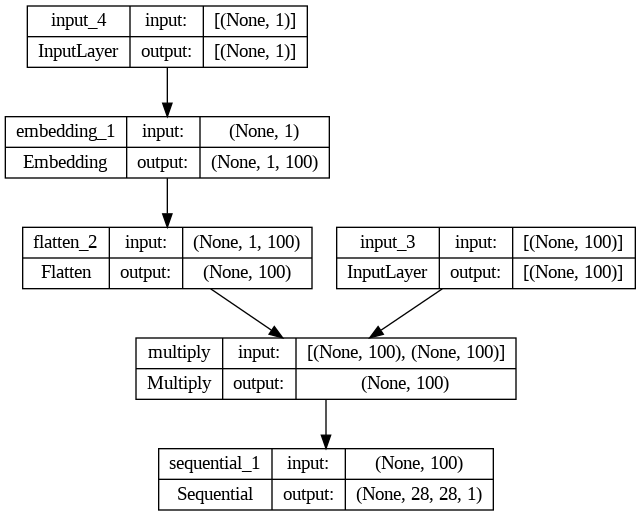 input_4 input: [(None, 1)]
InputLayer output: [(None, 1)]
embedding_1 input: (None, 1)
Embedding output: (None, 1, 100)
flatten_2 input: (None, 1, 100)
Flatten output: (None, 100)
input_3 input: [(None, 100)]
InputLayer output: [(None, 100)]
multiply input: [(None, 100), (None, 100)]
Multiply output: (None, 100)
sequential_1 input: (None, 100)
Sequential output: (None, 28, 28, 1)